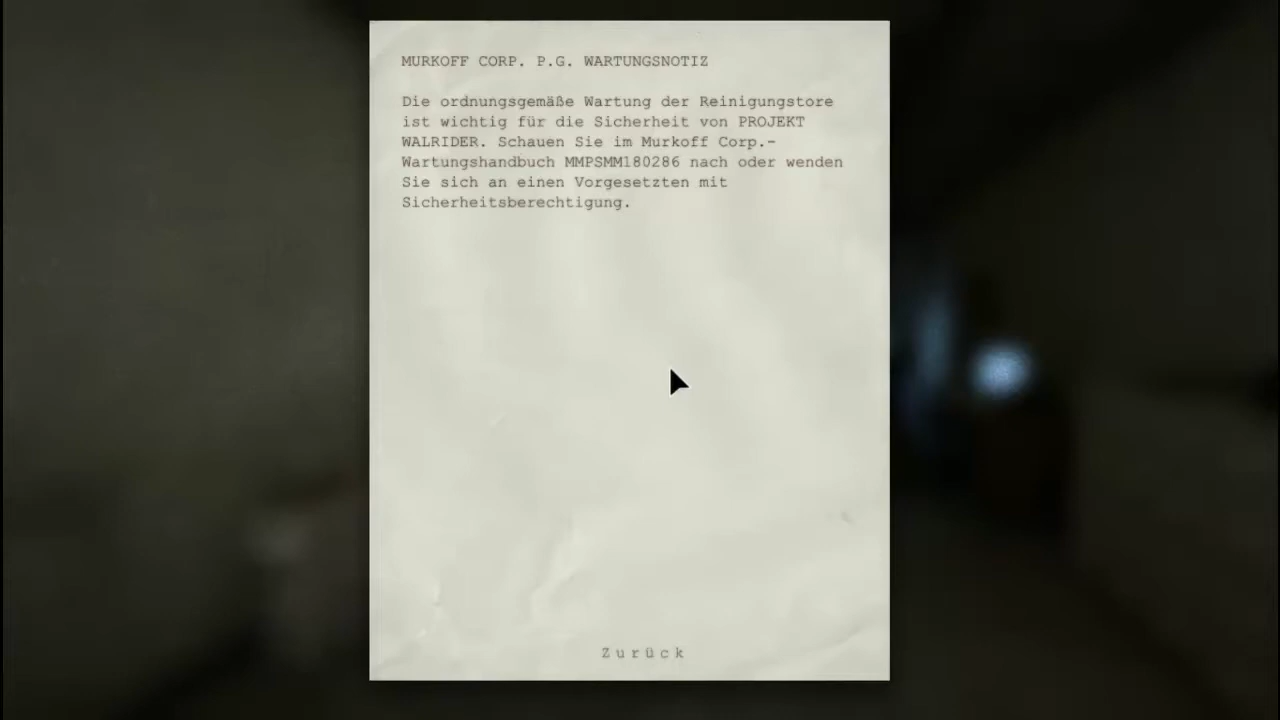 MURKOFF CORP. P.G. WARTUNGSNOTIZ
Die ordnungsgemäße Wartung der Reinigungstore
ist wichtig für die Sicherheit von PROJEKT
WALRIDER. Schauen Sie im Murkoff Corp.-
Wartungshandbuch MMPSMM180286 nach oder wenden
Sie sich an einen Vorgesetzten mit
Sicherheitsberechtigung.
Zurück